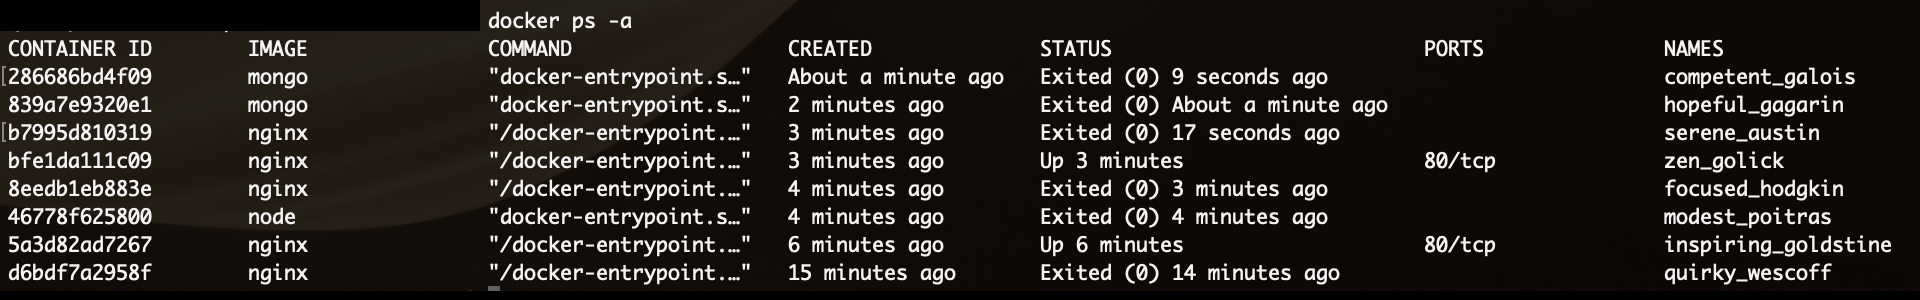 docker ps -a
CONTAINER ID IMAGE COMMAND CREATED STATUS PORTS NAMES
286686bd4f09 mongo "docker-entrypoint.s…" About a minute ago Exited (0) 9 seconds ago competent_galois
839a7e9320e1 mongo "docker-entrypoint.s…" 2 minutes ago Exited (0) About a minute ago hopeful_gagarin
b7995d810319 nginx "/docker-entrypoint.…" 3 minutes ago Exited (0) 17 seconds ago serene_austin
bfe1da111c09 nginx "/docker-entrypoint.…" 3 minutes ago Up 3 minutes 80/tcp zen_golick
8eedb1eb883e nginx "/docker-entrypoint.…" 4 minutes ago Exited (0) 3 minutes ago focused_hodgkin
46778f625800 node "docker-entrypoint.s…" 4 minutes ago Exited (0) 4 minutes ago modest_poitras
5a3d82ad7267 nginx "/docker-entrypoint.…" 6 minutes ago Up 6 minutes 80/tcp inspiring_goldstine
d6bdf7a2958f nginx "/docker-entrypoint.…" 15 minutes ago Exited (0) 14 minutes ago quirky_wescoff